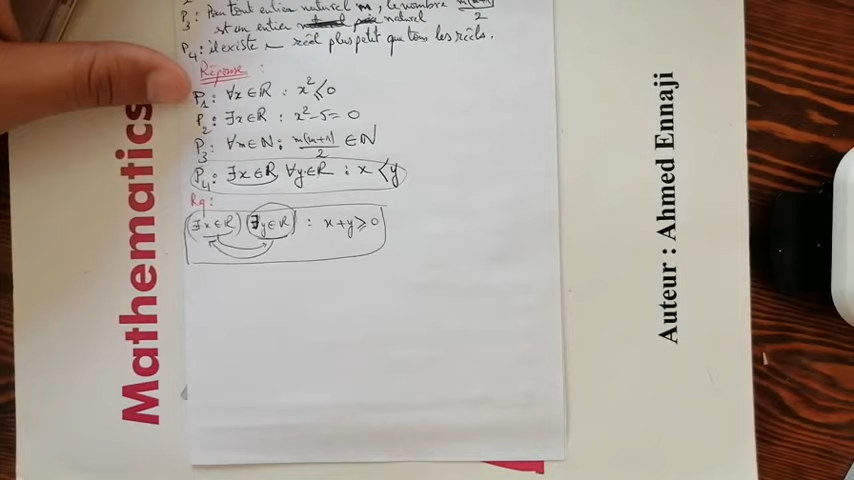 P3: Pour tout entier naturel n, le nombre n(n+1)/2
est un entier naturel
P4: il existe un réel plus petit que tous les réels.
Réponse :
P1: ∀x∈ℝ : x² ≤ 0
P2: ∃x∈ℝ : x²-5=0
P3: ∀n∈ℕ : n(n+1)/2 ∈ ℕ
P4: ∃x∈ℝ ∀y∈ℝ : x < y
Rq:
(∃x∈ℝ) (∃y∈ℝ) : x+y ≥ 0
Mathematics
Auteur : Ahmed Ennaji